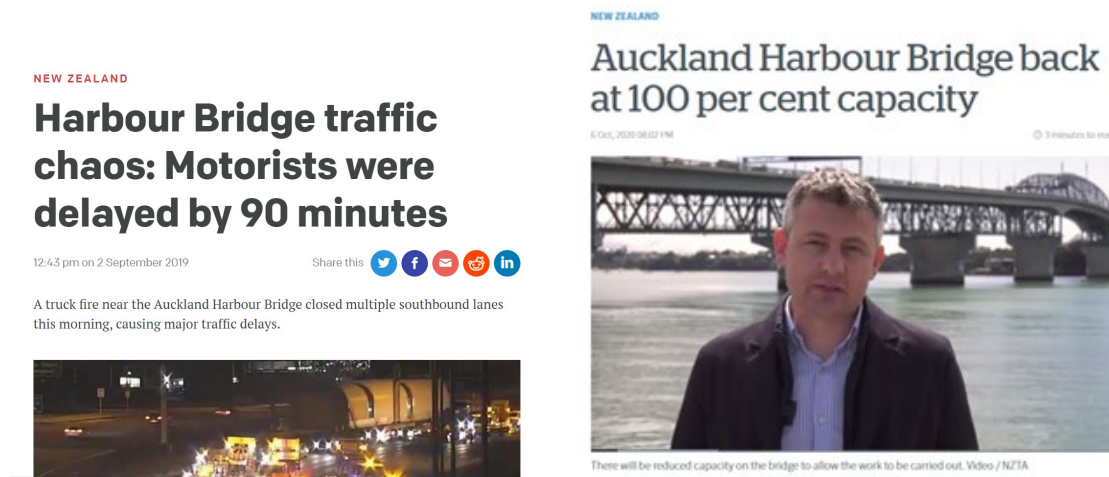 NEW ZEALAND
Harbour Bridge traffic
chaos: Motorists were
delayed by 90 minutes
12:43 pm on 2 September 2019
Share this
A truck fire near the Auckland Harbour Bridge closed multiple southbound lanes
this morning, causing major traffic delays.
NEW ZEALAND
Auckland Harbour Bridge back
at 100 per cent capacity
6 Oct, 2020 08:02 PM
3 minutes to
There will be reduced capacity on the bridge to allow the work to be carried out. Video / NZTA